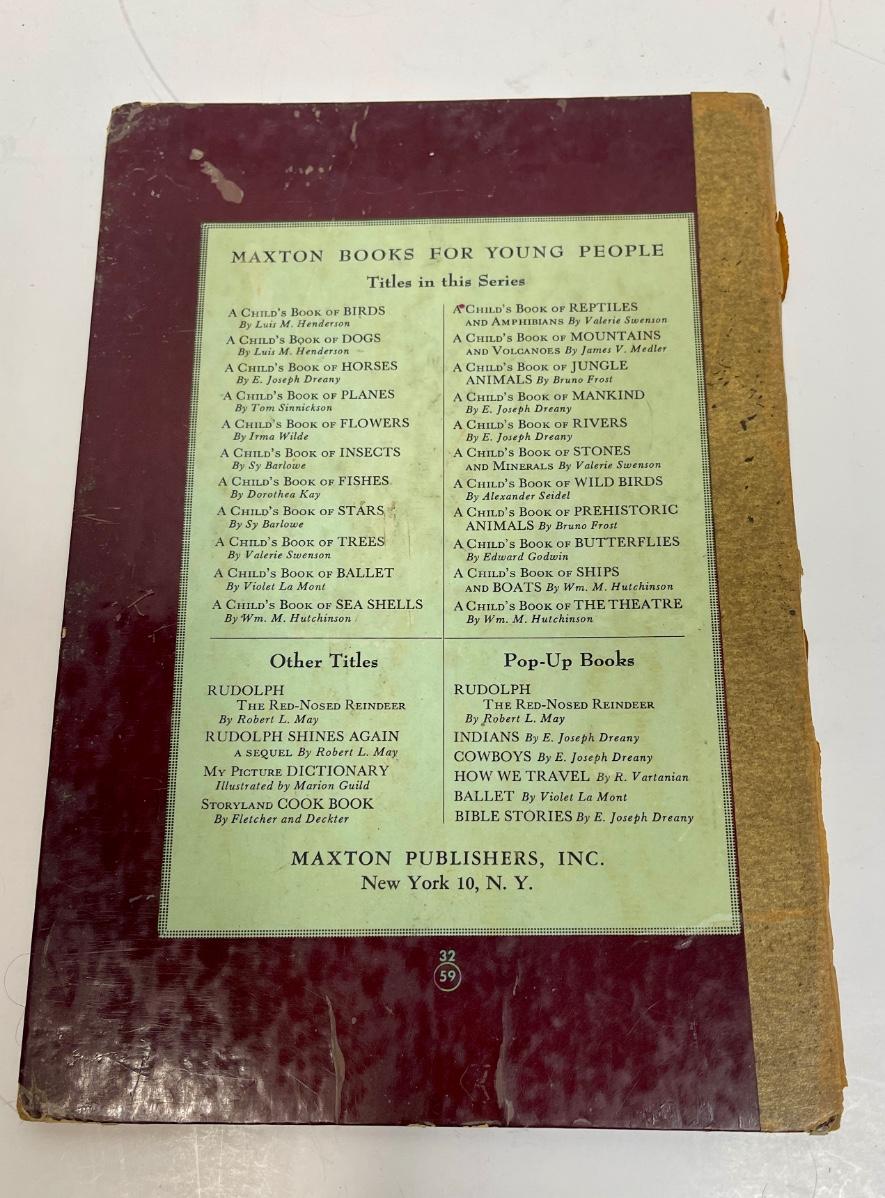 MAXTON BOOKS FOR YOUNG PEOPLE
Titles in this Series
A Child's Book of BIRDS
By Luis M. Henderson
A Child's Book of DOGS
By Luis M. Henderson
A Child's Book of HORSES
By E. Joseph Dreany
A Child's Book of PLANES
By Tom Sinnickson
A Child's Book of FLOWERS
By Irma Wilde
A Child's Book of INSECTS
By Sy Barlowe
A Child's Book of FISHES
By Dorothea Kay
A Child's Book of STARS
By Sy Barlowe
A Child's Book of TREES
By Valerie Swenson
A Child's Book of BALLET
By Violet La Mont
A Child's Book of SEA SHELLS
By Wm. M. Hutchinson
A Child's Book of REPTILES
and Amphibians By Valerie Swenson
A Child's Book of MOUNTAINS
and Volcanoes By James V. Medler
A Child's Book of JUNGLE
ANIMALS By Bruno Frost
A Child's Book of MANKIND
By E. Joseph Dreany
A Child's Book of RIVERS
By E. Joseph Dreany
A Child's Book of STONES
and Minerals By Valerie Swenson
A Child's Book of WILD BIRDS
By Alexander Seidel
A Child's Book of PREHISTORIC
ANIMALS By Bruno Frost
A Child's Book of BUTTERFLIES
By Edward Godwin
A Child's Book of SHIPS
and BOATS By Wm. M. Hutchinson
A Child's Book of THE THEATRE
By Wm. M. Hutchinson
Other Titles
RUDOLPH
The Red-Nosed Reindeer
By Robert L. May
RUDOLPH SHINES AGAIN
a sequel By Robert L. May
My Picture DICTIONARY
Illustrated by Marion Guild
Storyland COOK BOOK
By Fletcher and Deckter
Pop-Up Books
RUDOLPH
The Red-Nosed Reindeer
By Robert L. May
INDIANS By E. Joseph Dreany
COWBOYS By E. Joseph Dreany
HOW WE TRAVEL By R. Vartanian
BALLET By Violet La Mont
BIBLE STORIES By E. Joseph Dreany
MAXTON PUBLISHERS, INC.
New York 10, N. Y.
32
59